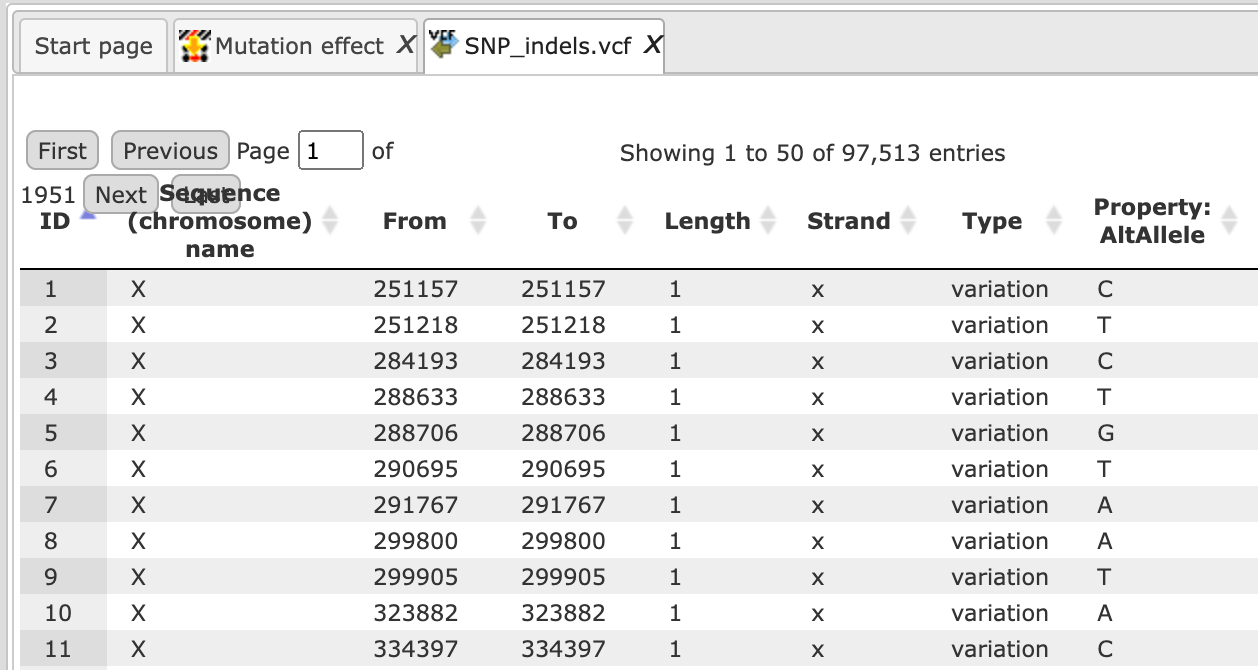 Start page Mutation effect X VCF SNP_indels.vcf X
First Previous Page 1 of Showing 1 to 50 of 97,513 entries
1951 Next Last
ID Sequence (chromosome) name From To Length Strand Type Property: AltAllele
1 X 251157 251157 1 x variation C
2 X 251218 251218 1 x variation T
3 X 284193 284193 1 x variation C
4 X 288633 288633 1 x variation T
5 X 288706 288706 1 x variation G
6 X 290695 290695 1 x variation T
7 X 291767 291767 1 x variation A
8 X 299800 299800 1 x variation A
9 X 299905 299905 1 x variation T
10 X 323882 323882 1 x variation A
11 X 334397 334397 1 x variation C